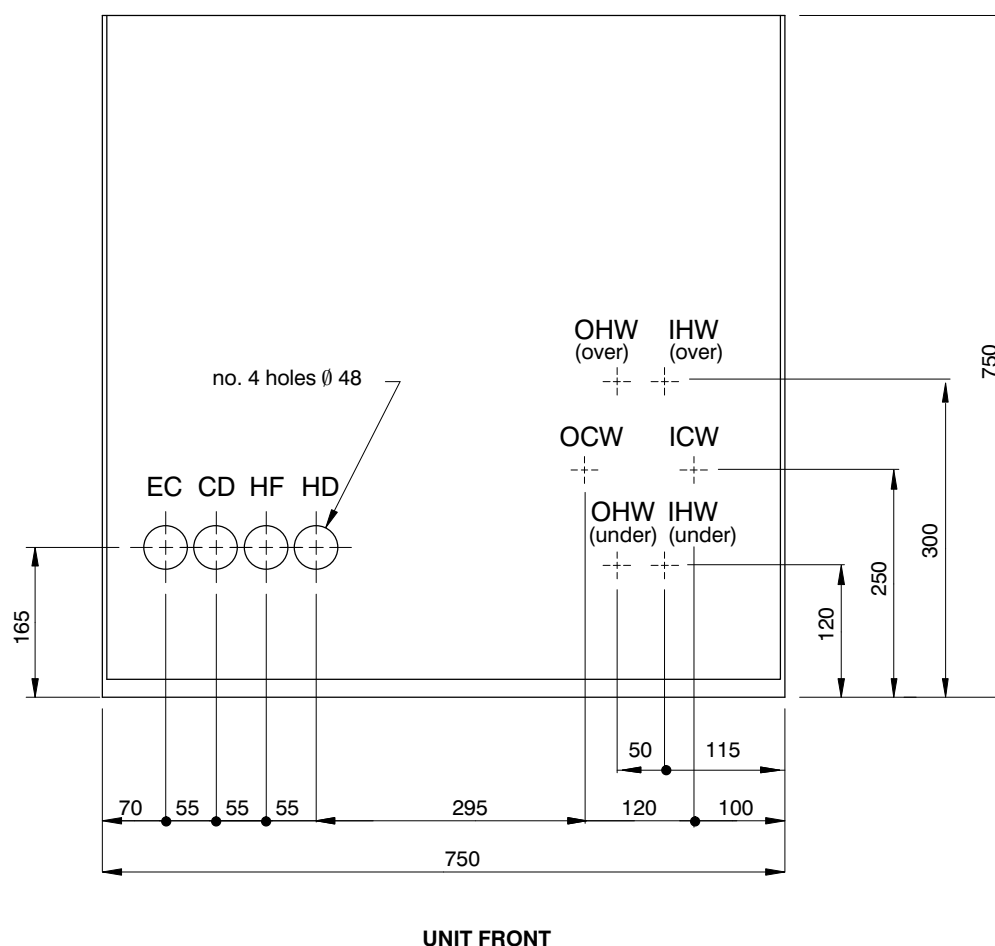 OHW IHW
(over) (over)
750
no. 4 holes Ø 48
OCW ICW
EC CD HF HD
OHW IHW
(under) (under)
300
250
120
165
50 115
70 55 55 55 295 120 100
750
UNIT FRONT